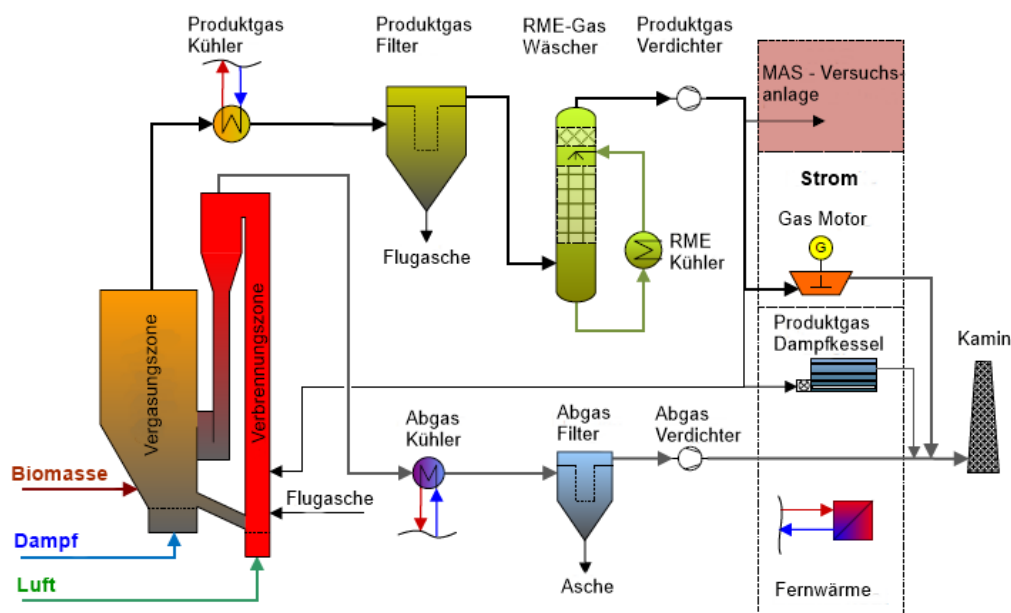 Produktgas
Kühler
Produktgas
Filter
RME-Gas
Wäscher
Produktgas
Verdichter
MAS - Versuchs-
anlage
Strom
Gas Motor
G
Flugasche
RME
Kühler
Produktgas
Dampfkessel
Kamin
Vergasungszone
Verbrennungszone
Abgas
Kühler
Abgas
Filter
Abgas
Verdichter
Biomasse
Flugasche
Dampf
Luft
Asche
Fernwärme